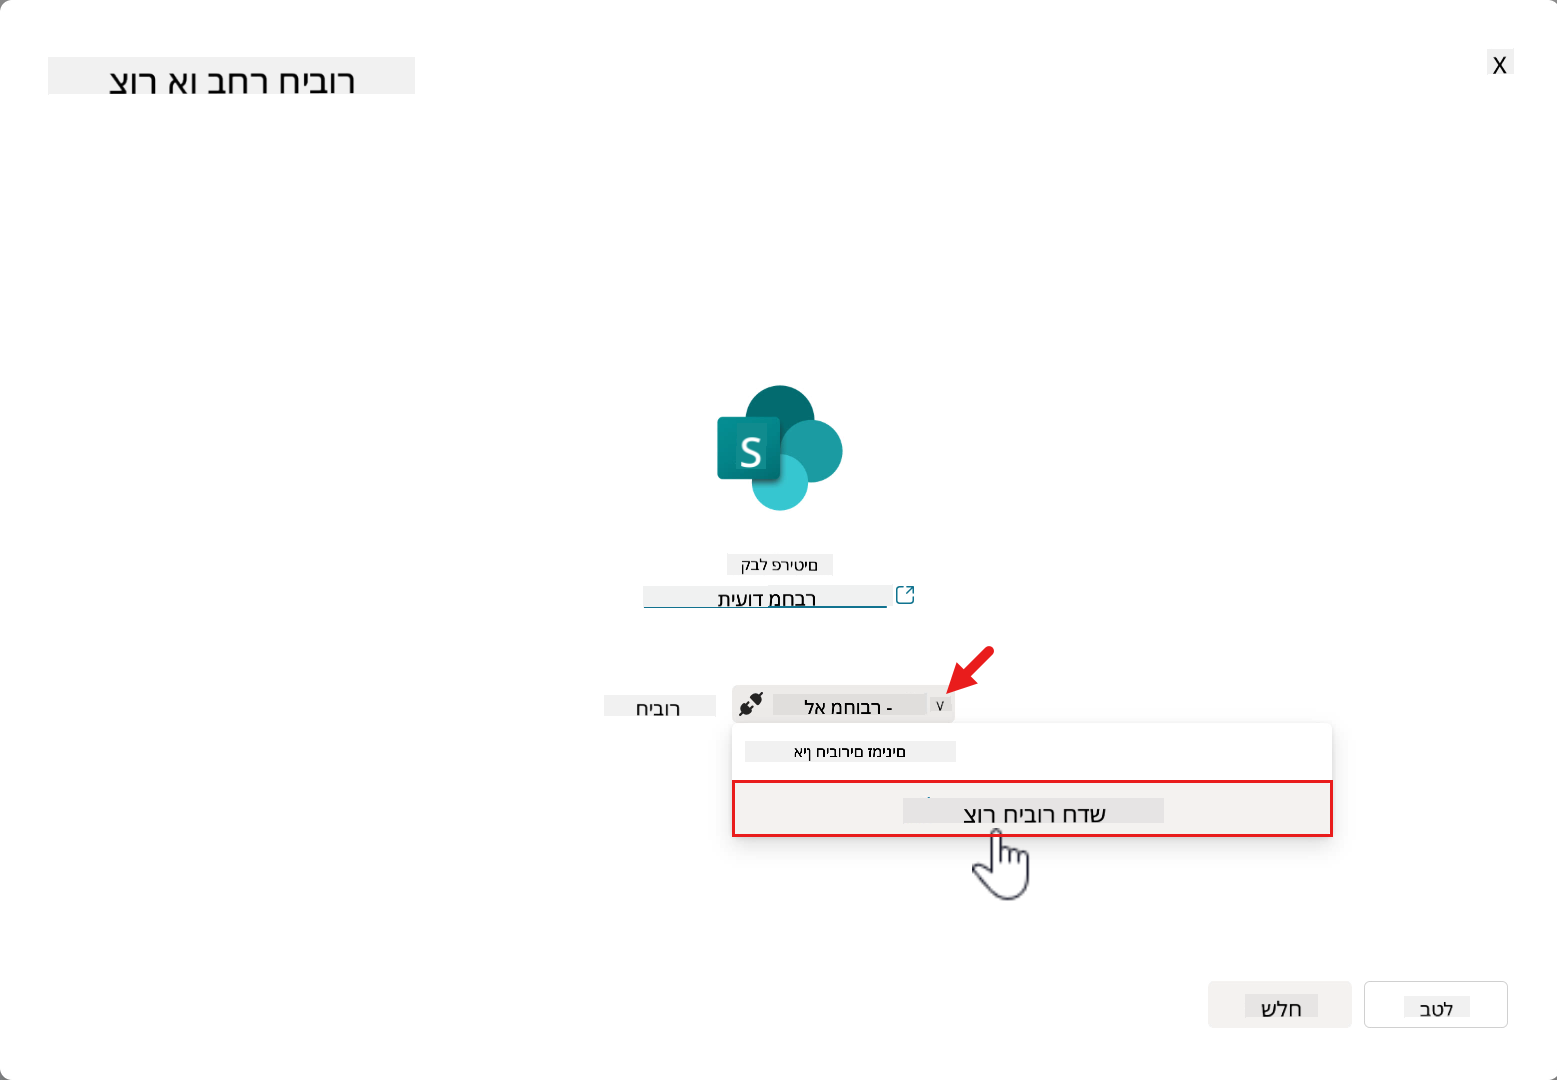 רוביח רחב וא רוצ
X
S
םיטירפ לבק
רבחמ דועית
רוביח
- רבוחמ אל
םינימז םירוביח ןיא
שדח רוביח רוצ
חלש
לטב